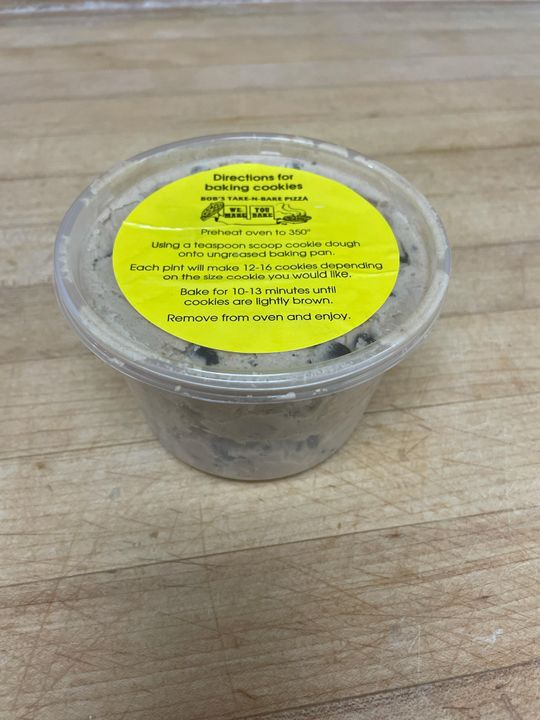 Directions for
baking cookies
BOB'S TAKE-N-BAKE PIZZA
WE YOU
MAKE BAKE
Preheat oven to 350°
Using a teaspoon scoop cookie dough
onto ungreased baking pan.
Each pint will make 12-16 cookies depending
on the size cookie you would like.
Bake for 10-13 minutes until
cookies are lightly brown.
Remove from oven and enjoy.